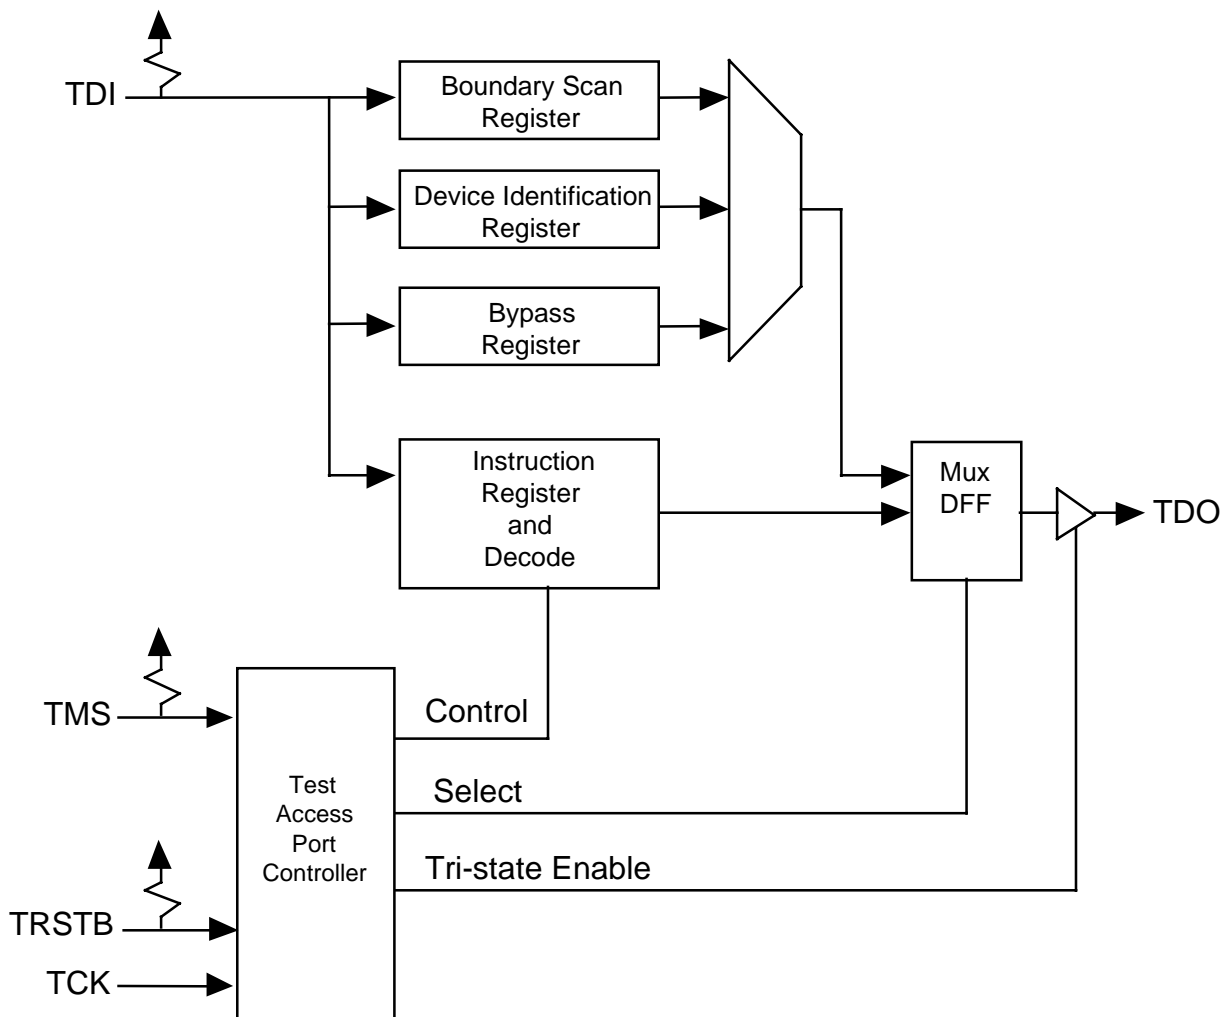 TDI
Boundary Scan
Register
Device Identification
Register
Bypass
Register
Instruction
Register
and
Decode
Mux
DFF
TDO
TMS
Control
Select
Test
Access
Port
Controller
Tri-state Enable
TRSTB
TCK